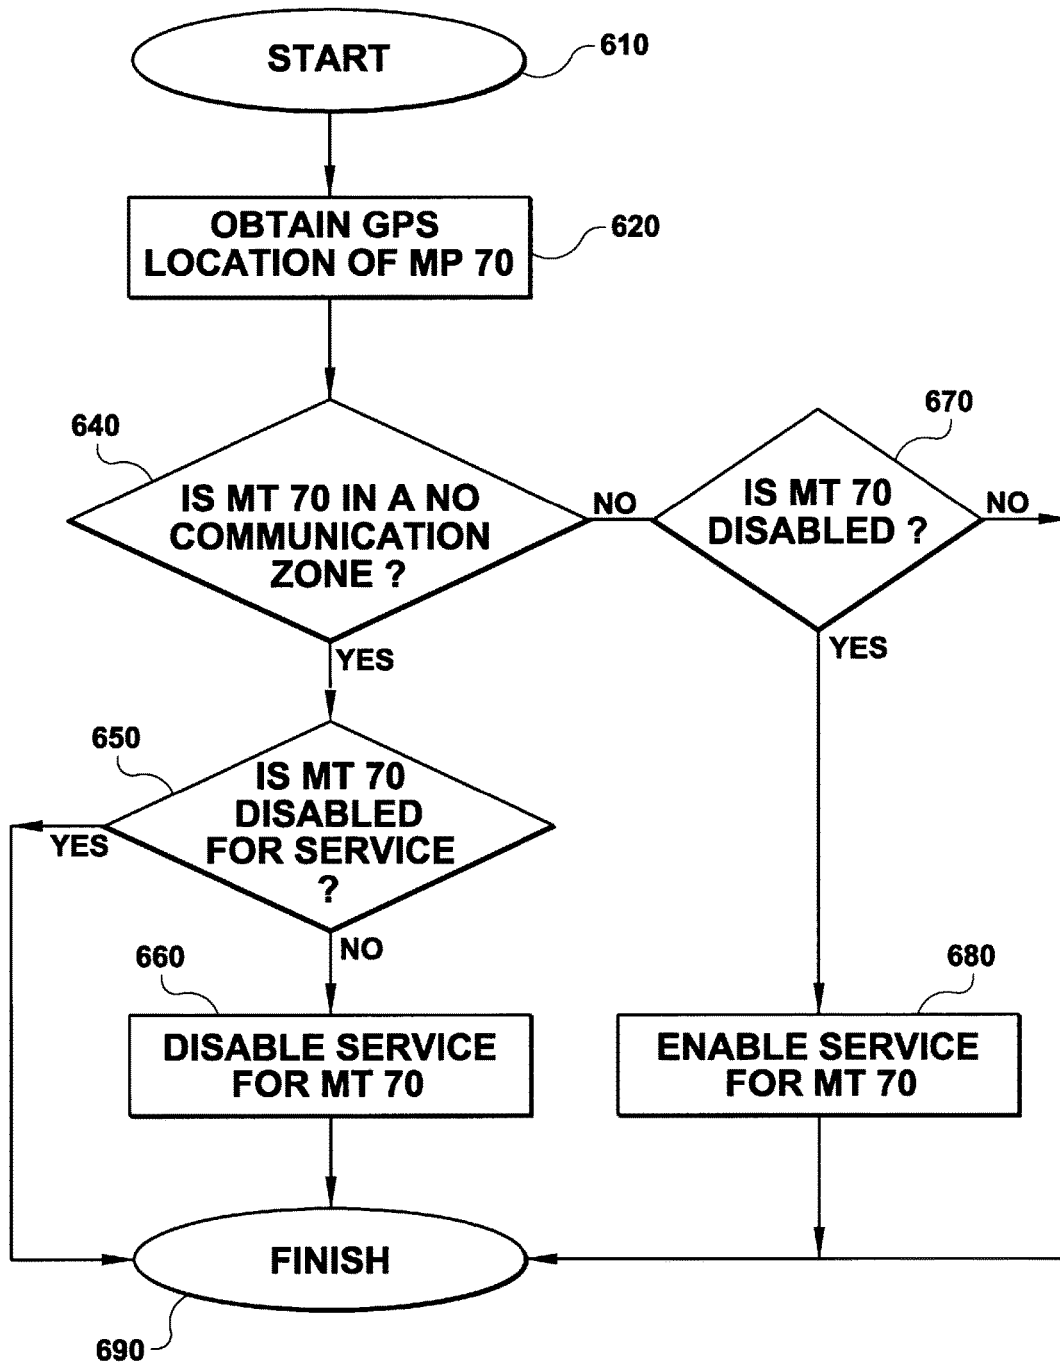 START
610
OBTAIN GPS
LOCATION OF MP 70
620
640
IS MT 70 IN A NO
COMMUNICATION
ZONE ?
NO
670
IS MT 70
DISABLED ?
NO
YES
YES
650
IS MT 70
DISABLED
FOR SERVICE
?
YES
NO
660
DISABLE SERVICE
FOR MT 70
680
ENABLE SERVICE
FOR MT 70
FINISH
690